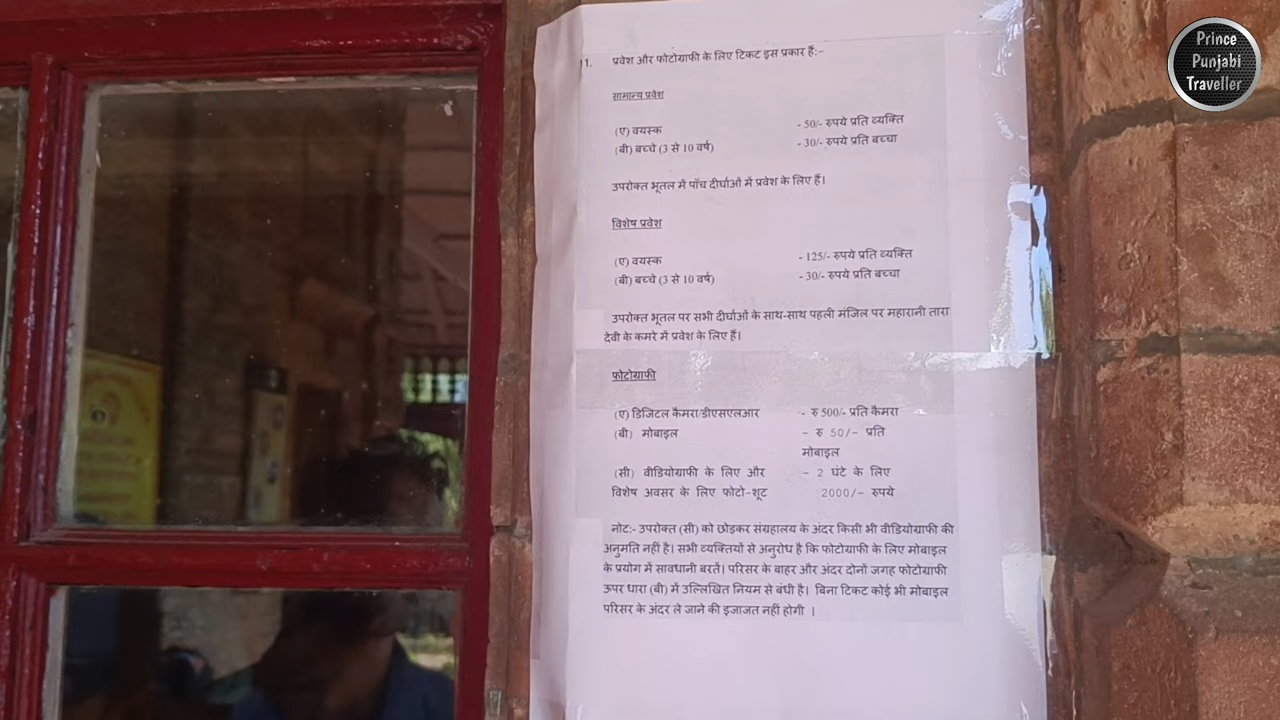 11. प्रवेश और फोटोग्राफी के लिए टिकट इस प्रकार हैं:-
सामान्य प्रवेश
(ए) वयस्क - 50/- रुपये प्रति व्यक्ति
(बी) बच्चे (3 से 10 वर्ष) - 30/- रुपये प्रति बच्चा
उपरोक्त भूतल में पाँच दीर्घाओं में प्रवेश के लिए हैं।
विशेष प्रवेश
(ए) वयस्क - 125/- रुपये प्रति व्यक्ति
(बी) बच्चे (3 से 10 वर्ष) - 30/- रुपये प्रति बच्चा
उपरोक्त भूतल पर सभी दीर्घाओं के साथ-साथ पहली मंजिल पर महारानी तारा
देवी के कमरे में प्रवेश के लिए हैं।
फोटोग्राफी
(ए) डिजिटल कैमरा/डीएसएलआर - रु 500/- प्रति कैमरा
(बी) मोबाइल - रु 50/- प्रति
मोबाइल
(सी) वीडियोग्राफी के लिए और - 2 घंटे के लिए
विशेष अवसर के लिए फोटो-शूट 2000/- रुपये
नोट:- उपरोक्त (सी) को छोड़कर संग्रहालय के अंदर किसी भी वीडियोग्राफी की
अनुमति नहीं है। सभी व्यक्तियों से अनुरोध है कि फोटोग्राफी के लिए मोबाइल
के प्रयोग में सावधानी बरतें। परिसर के बाहर और अंदर दोनों जगह फोटोग्राफी
ऊपर धारा (बी) में उल्लिखित नियम से बंधी है। बिना टिकट कोई भी मोबाइल
परिसर के अंदर ले जाने की इजाजत नहीं होगी ।
Prince
Punjabi
Traveller